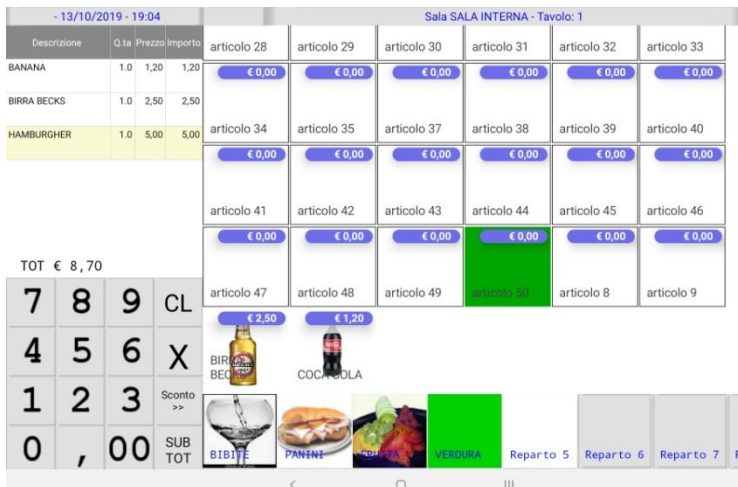 - 13/10/2019 - 19:04
Sala SALA INTERNA - Tavolo: 1
Descrizione Q.ta Prezzo Importo
BANANA 1.0 1,20 1,20
BIRRA BECKS 1.0 2,50 2,50
HAMBURGHER 1.0 5,00 5,00
TOT € 8,70
7 8 9 CL
4 5 6 X
1 2 3 Sconto
>>
0 , 00 SUB
TOT
articolo 28 articolo 29 articolo 30 articolo 31 articolo 32 articolo 33
€ 0,00 € 0,00 € 0,00 € 0,00 € 0,00 € 0,00
articolo 34 articolo 35 articolo 37 articolo 38 articolo 39 articolo 40
€ 0,00 € 0,00 € 0,00 € 0,00 € 0,00 € 0,00
articolo 41 articolo 42 articolo 43 articolo 44 articolo 45 articolo 46
€ 0,00 € 0,00 € 0,00 € 0,00 € 0,00 € 0,00
articolo 47 articolo 48 articolo 49 articolo 50 articolo 8 articolo 9
€ 2,50 € 1,20
BIRRA
BECKS COCA COLA
BIBITE PANINI FRUTTA VERDURA Reparto 5 Reparto 6 Reparto 7